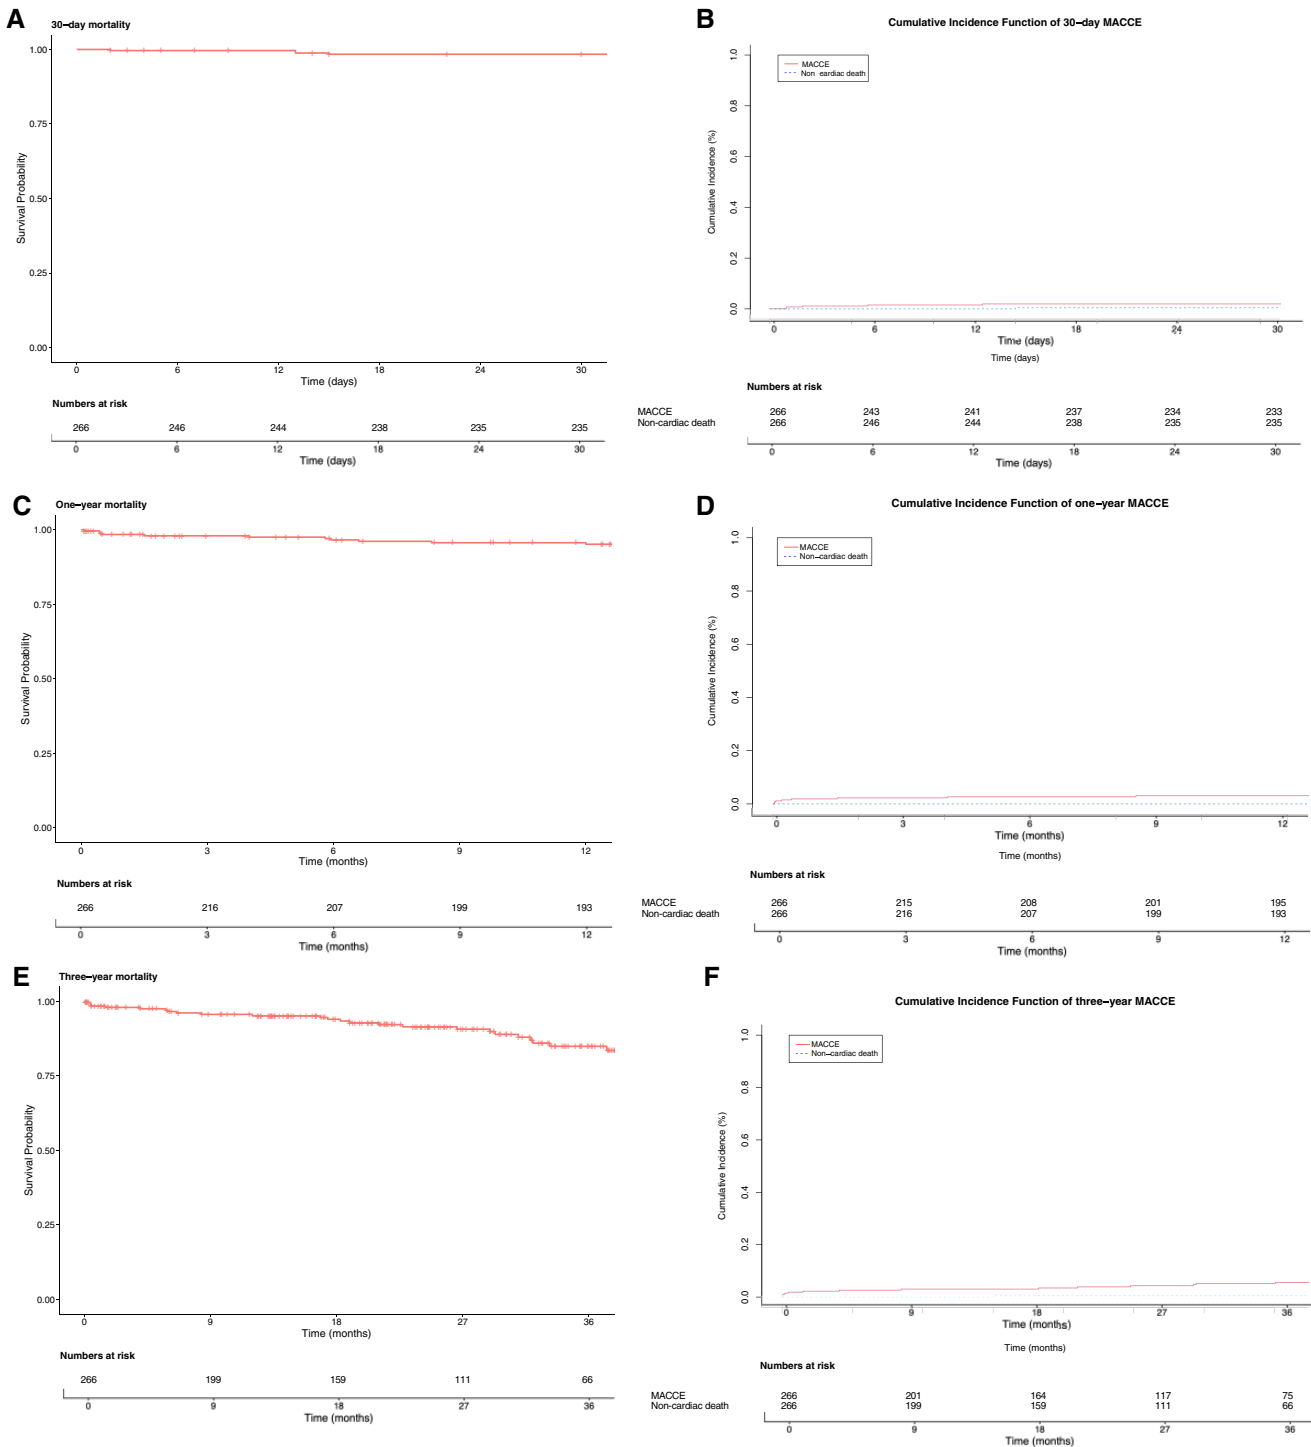 A
30−day mortality
1.00
0.75
0.50
0.25
0.00
Survival Probability
0 6 12 18 24 30
Time (days)
Numbers at risk
266 246 244 238 235 235
0 6 12 18 24 30
Time (days)
B
Cumulative Incidence Function of 30−day MACCE
MACCE
Non−cardiac death
1.0
0.8
0.6
0.4
0.2
0.0
Cumulative Incidence (%)
0 6 12 18 24 30
Time (days)
Time (days)
Numbers at risk
MACCE 266 243 241 237 234 233
Non-cardiac death 266 246 244 238 235 235
0 6 12 18 24 30
Time (days)
C
One−year mortality
1.00
0.75
0.50
0.25
0.00
Survival Probability
0 3 6 9 12
Time (months)
Numbers at risk
266 216 207 199 193
0 3 6 9 12
Time (months)
D
Cumulative Incidence Function of one−year MACCE
MACCE
Non−cardiac death
1.0
0.8
0.6
0.4
0.2
0.0
Cumulative Incidence (%)
0 3 6 9 12
Time (months)
Time (months)
Numbers at risk
MACCE 266 215 208 201 195
Non-cardiac death 266 216 207 199 193
0 3 6 9 12
Time (months)
E
Three−year mortality
1.00
0.75
0.50
0.25
0.00
Survival Probability
0 9 18 27 36
Time (months)
Numbers at risk
266 199 159 111 66
0 9 18 27 36
Time (months)
F
Cumulative Incidence Function of three−year MACCE
MACCE
Non−cardiac death
1.0
0.8
0.6
0.4
0.2
0.0
Cumulative Incidence (%)
0 9 18 27 36
Time (months)
Time (months)
Numbers at risk
MACCE 266 201 164 117 75
Non-cardiac death 266 199 159 111 66
0 9 18 27 36
Time (months)